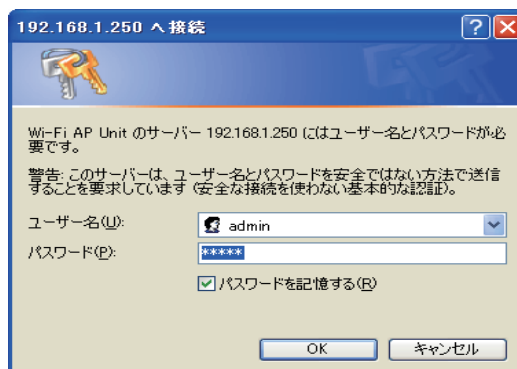 192.168.1.250 へ接続
Wi-Fi AP Unit のサーバー 192.168.1.250 にはユーザー名とパスワードが必
要です。
警告: このサーバーは、ユーザー名とパスワードを安全ではない方法で送信
することを要求しています (安全な接続を使わない基本的な認証)。
ユーザー名(U):
admin
パスワード(P):
*****
パスワードを記憶する(R)
OK
キャンセル